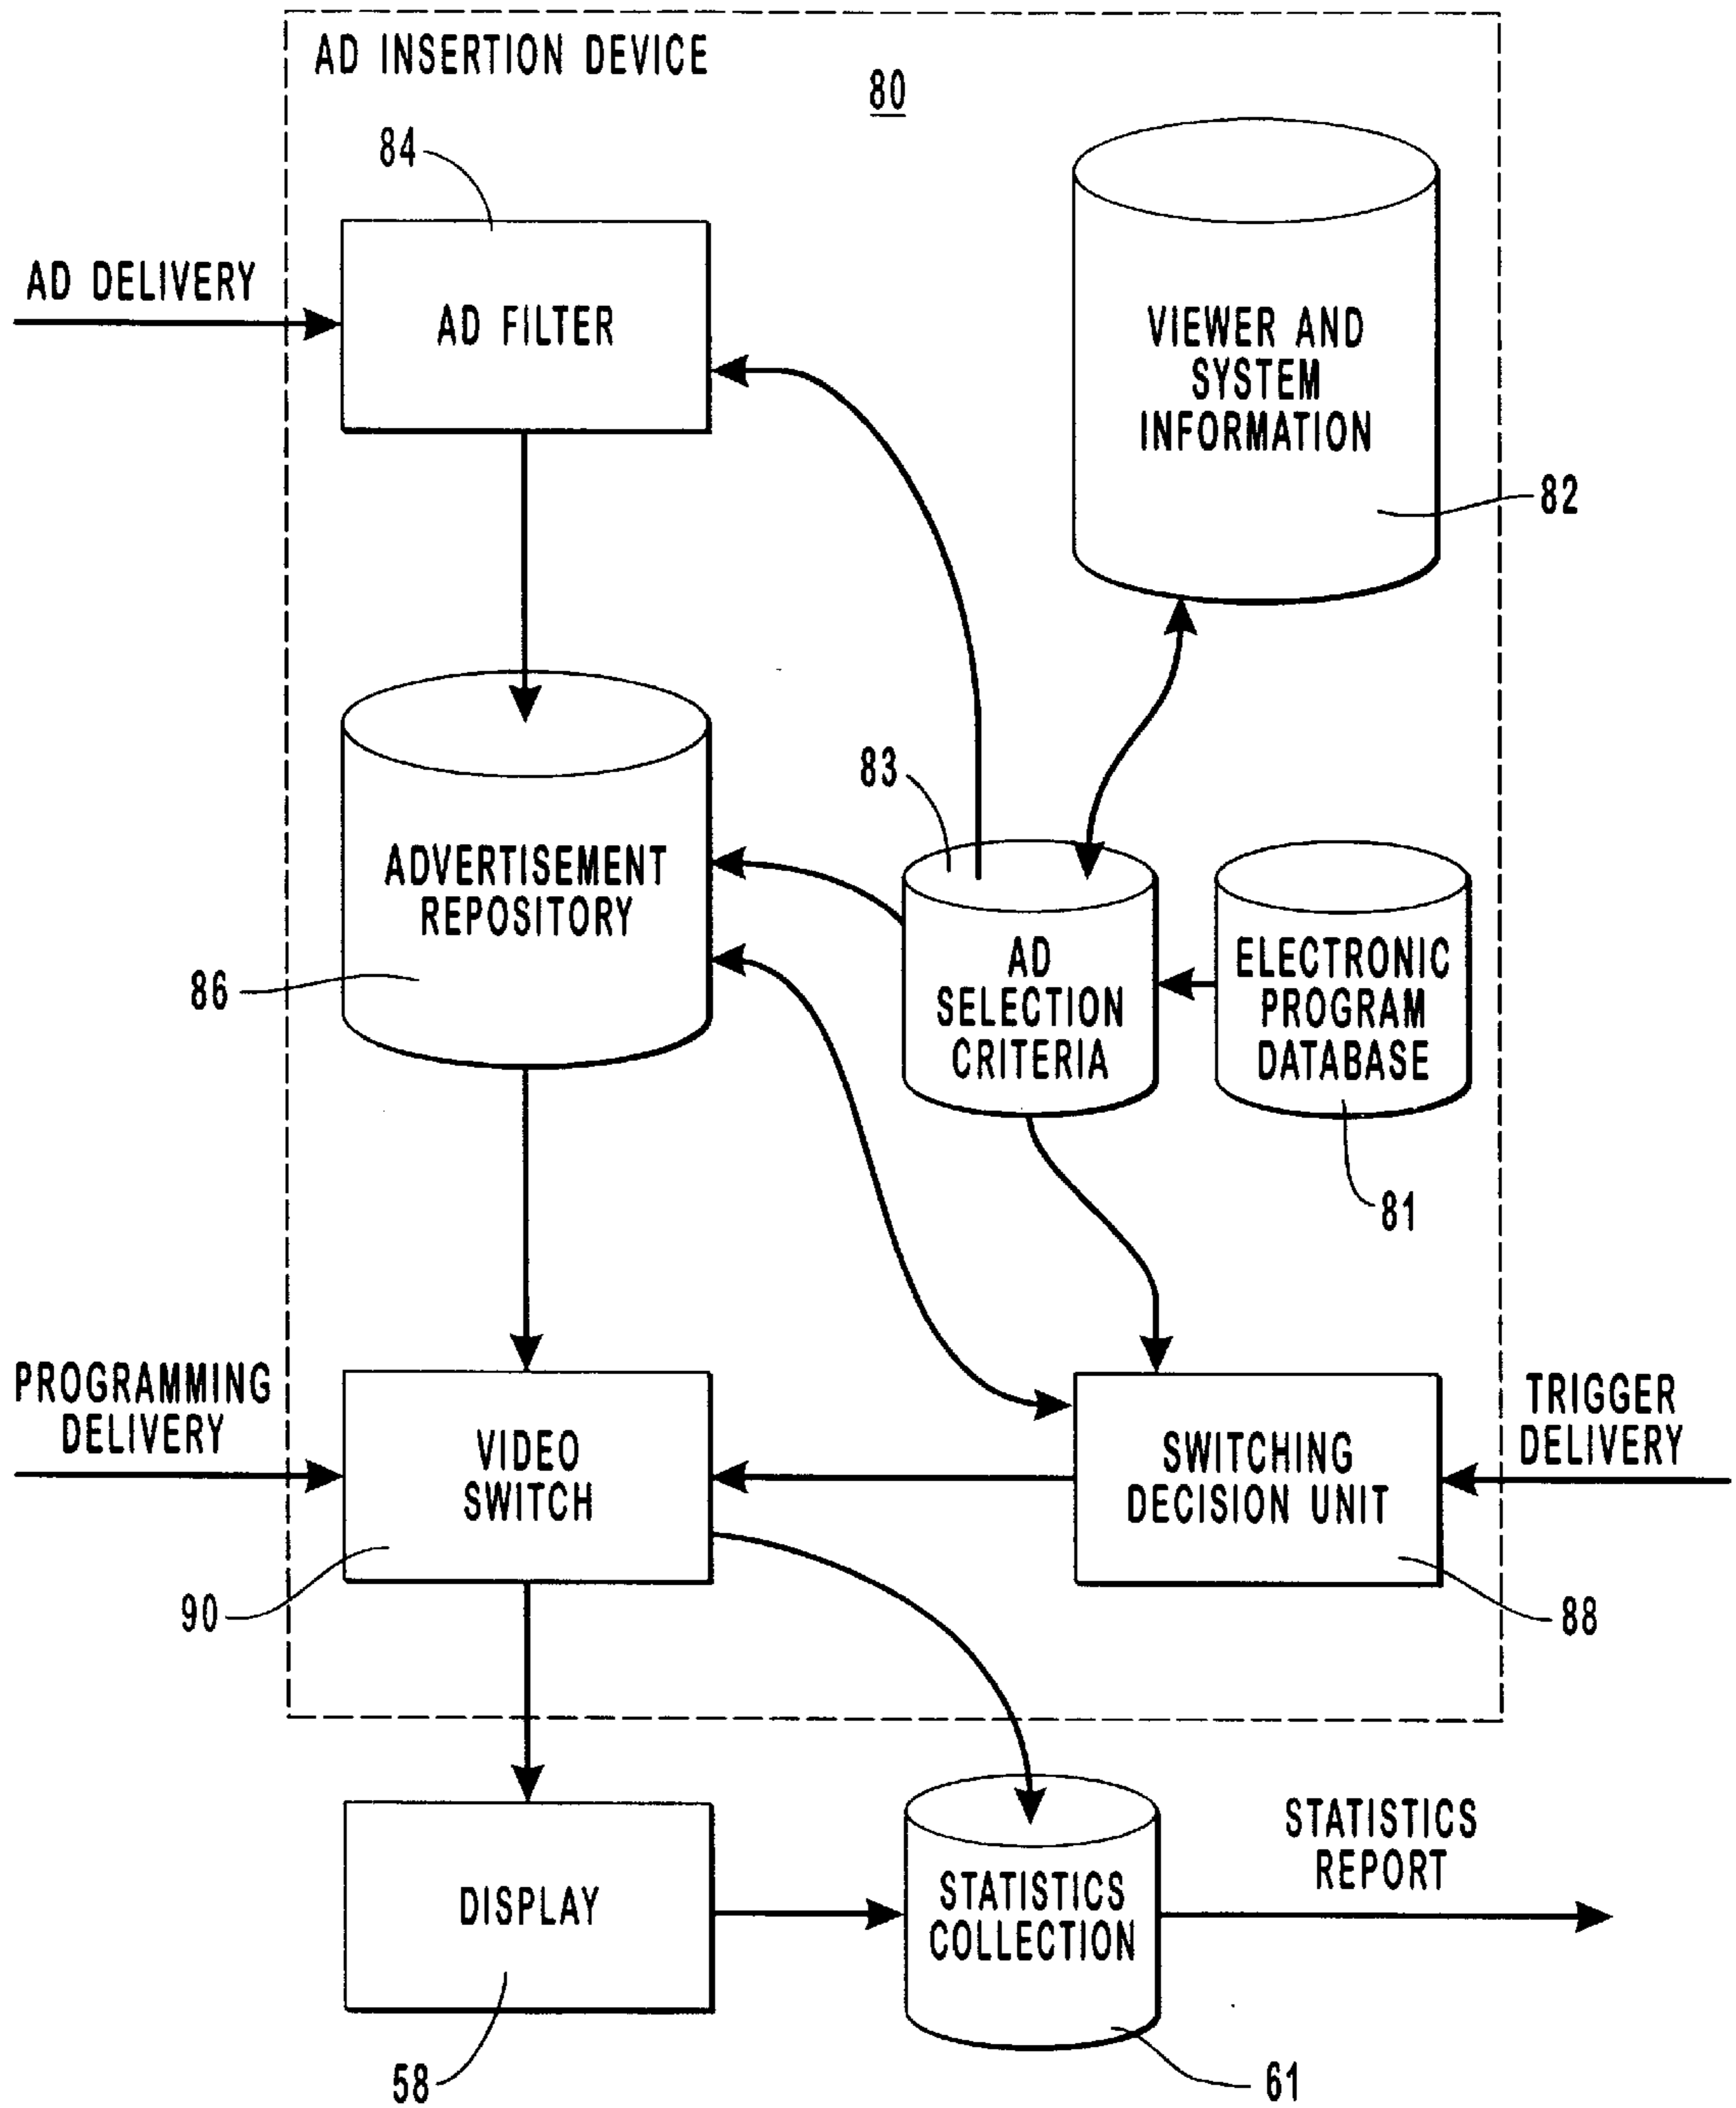 AD INSERTION DEVICE
80
84
AD DELIVERY
AD FILTER
VIEWER AND
SYSTEM
INFORMATION
82
83
ADVERTISEMENT
REPOSITORY
86
AD
SELECTION
CRITERIA
ELECTRONIC
PROGRAM
DATABASE
81
PROGRAMMING
DELIVERY
VIDEO
SWITCH
90
SWITCHING
DECISION UNIT
88
TRIGGER
DELIVERY
DISPLAY
58
STATISTICS
COLLECTION
61
STATISTICS
REPORT